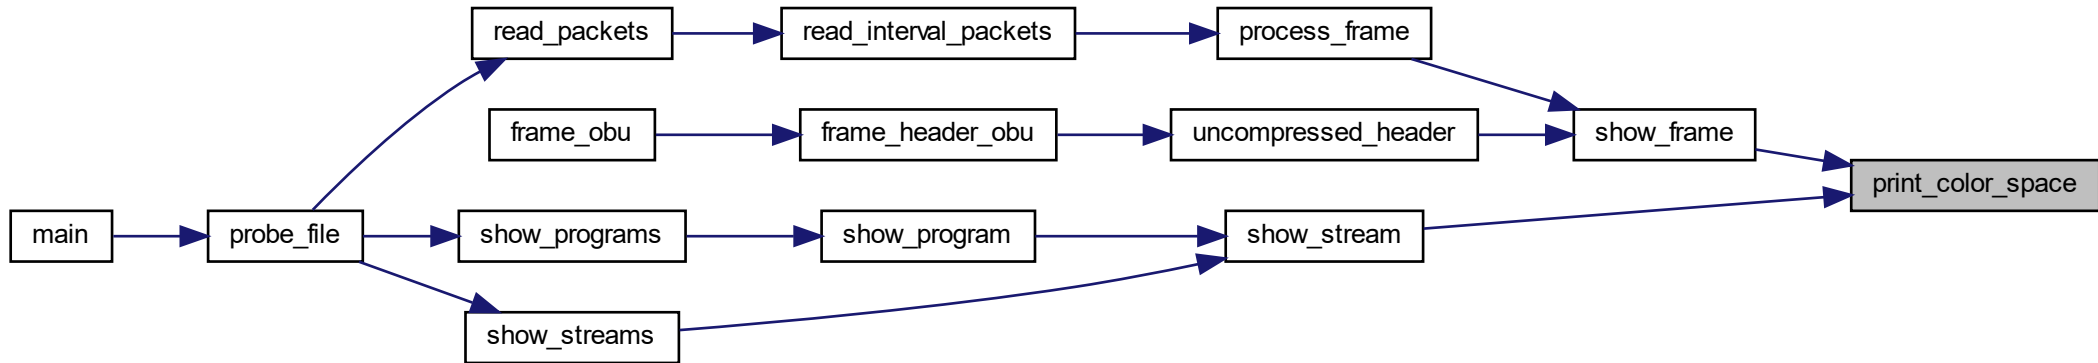 read_packets
read_interval_packets
process_frame
frame_obu
frame_header_obu
uncompressed_header
show_frame
print_color_space
main
probe_file
show_programs
show_program
show_stream
show_streams